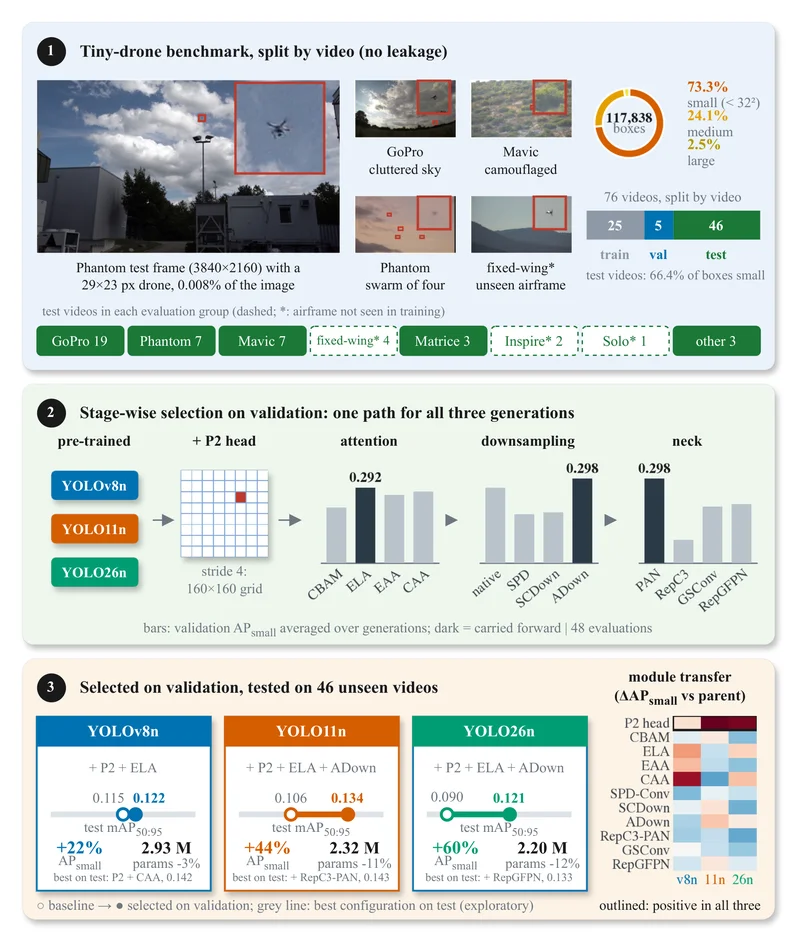 1 Tiny-drone benchmark, split by video (no leakage)
Phantom test frame (3840×2160) with a
29×23 px drone, 0.008% of the image
GoPro
cluttered sky
Mavic
camouflaged
Phantom
swarm of four
fixed-wing*
unseen airframe
117,838
boxes
73.3%
small (< 32²)
24.1%
medium
2.5%
large
76 videos, split by video
25 5 46
train val test
test videos: 66.4% of boxes small
test videos in each evaluation group (dashed; *: airframe not seen in training)
GoPro 19 Phantom 7 Mavic 7 fixed-wing* 4 Matrice 3 Inspire* 2 Solo* 1 other 3
2 Stage-wise selection on validation: one path for all three generations
pre-trained + P2 head attention downsampling neck
YOLOv8n
YOLO11n
YOLO26n
stride 4:
160×160 grid
0.292
CBAM ELA EAA CAA
0.298
native SPD SCDown ADown
0.298
PAN RepC3 GSConv RepGFPN
bars: validation APsmall averaged over generations; dark = carried forward | 48 evaluations
3 Selected on validation, tested on 46 unseen videos
YOLOv8n
+ P2 + ELA
0.115 0.122
test mAP50:95
+22% 2.93 M
APsmall params -3%
best on test: P2 + CAA, 0.142
YOLO11n
+ P2 + ELA + ADown
0.106 0.134
test mAP50:95
+44% 2.32 M
APsmall params -11%
best on test: + RepC3-PAN, 0.143
YOLO26n
+ P2 + ELA + ADown
0.090 0.121
test mAP50:95
+60% 2.20 M
APsmall params -12%
best on test: + RepGFPN, 0.133
module transfer
(ΔAPsmall vs parent)
P2 head
CBAM
ELA
EAA
CAA
SPD-Conv
SCDown
ADown
RepC3-PAN
GSConv
RepGFPN
v8n 11n 26n
○ baseline → ● selected on validation; grey line: best configuration on test (exploratory)
outlined: positive in all three